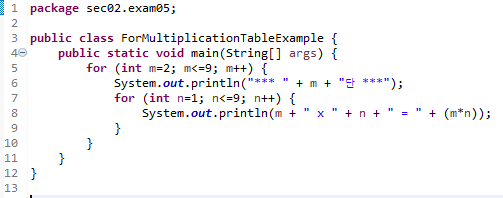 1 package sec02.exam05;
2
3 public class ForMultiplicationTableExample {
4 public static void main(String[] args) {
5 for (int m=2; m<=9; m++) {
6 System.out.println("*** " + m + "단 ***");
7 for (int n=1; n<=9; n++) {
8 System.out.println(m + " x " + n + " = " + (m*n));
9 }
10 }
11 }
12 }
13